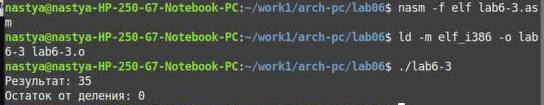 nastya@nastya-HP-250-G7-Notebook-PC:~/work1/arch-pc/lab06$ nasm -f elf lab6-3.as
m
nastya@nastya-HP-250-G7-Notebook-PC:~/work1/arch-pc/lab06$ ld -m elf_i386 -o lab
6-3 lab6-3.o
nastya@nastya-HP-250-G7-Notebook-PC:~/work1/arch-pc/lab06$ ./lab6-3
Результат: 35
Остаток от деления: 0